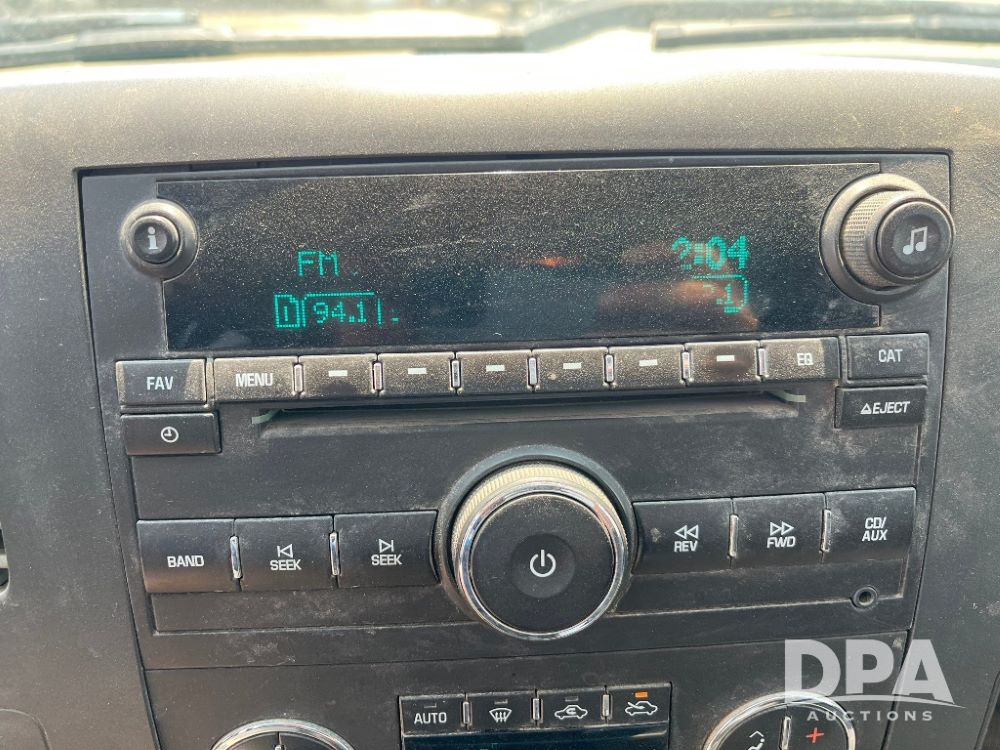 i
FM
2:04
94.1
.1
FAV
MENU
EQ
CAT
EJECT
BAND
SEEK
SEEK
REV
FWD
CD/
AUX
AUTO
DPA
AUCTIONS